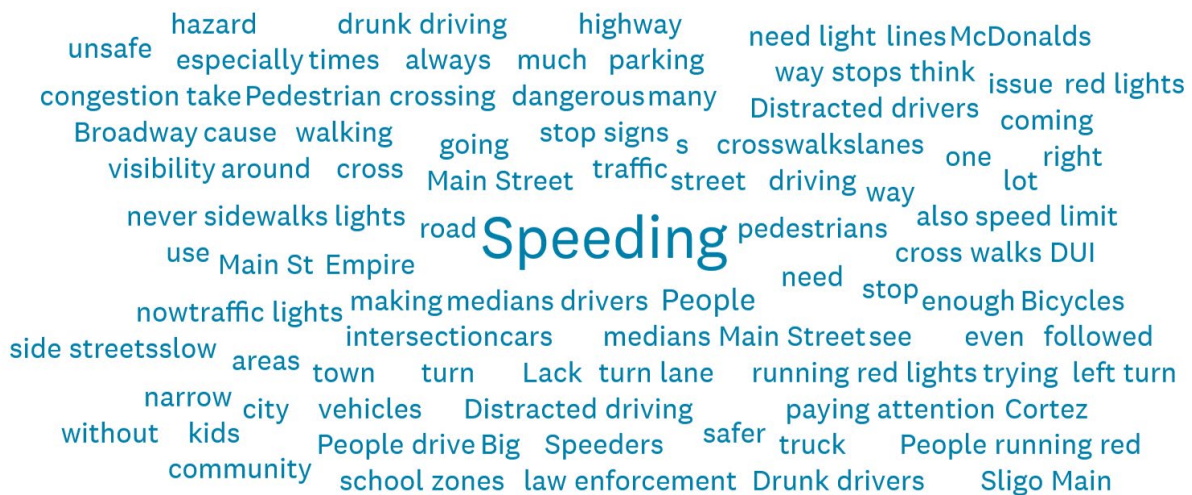 hazard drunk driving highway
unsafe especially times always much parking need light lines McDonalds
way stops think issue red lights
congestion take Pedestrian crossing dangerous many Distracted drivers coming
Broadway cause walking going stop signs s crosswalks lanes one right
visibility around cross Main Street traffic street driving way lot
never sidewalks lights road Speeding pedestrians also speed limit
use Main St Empire need stop cross walks DUI
now traffic lights making medians drivers People enough Bicycles
side streets slow intersection cars medians Main Street see even followed
areas town turn Lack turn lane running red lights trying left turn
narrow city vehicles Distracted driving paying attention Cortez
without kids People drive Big Speeders safer truck People running red
community school zones law enforcement Drunk drivers Sligo Main